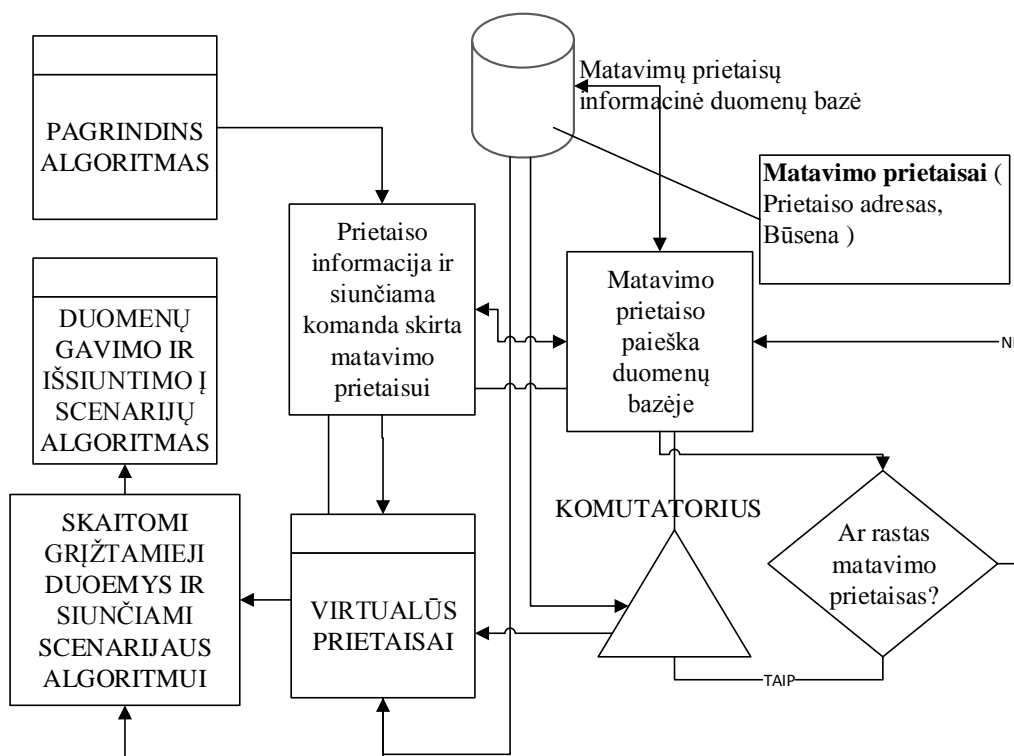 Matavimų prietaisų
informacinė duomenų bazė
PAGRINDINS
ALGORITMAS
Matavimo prietaisai (
Prietaiso adresas,
Būsena )
Prietaiso
informacija ir
siunčiama
komanda skirta
matavimo
prietaisui
Matavimo
prietaiso
paieška
duomenų
bazėje
DUOMENŲ
GAVIMO IR
IŠSIUNTIMO Į
SCENARIJŲ
ALGORITMAS
KOMUTATORIUS
SKAITOMI
GRĮŽTAMIEJI
DUOEMYS IR
SIUNČIAMI
SCENARIJAUS
ALGORITMUI
VIRTUALŪS
PRIETAISAI
Ar rastas
matavimo
prietaisas?
TAIP